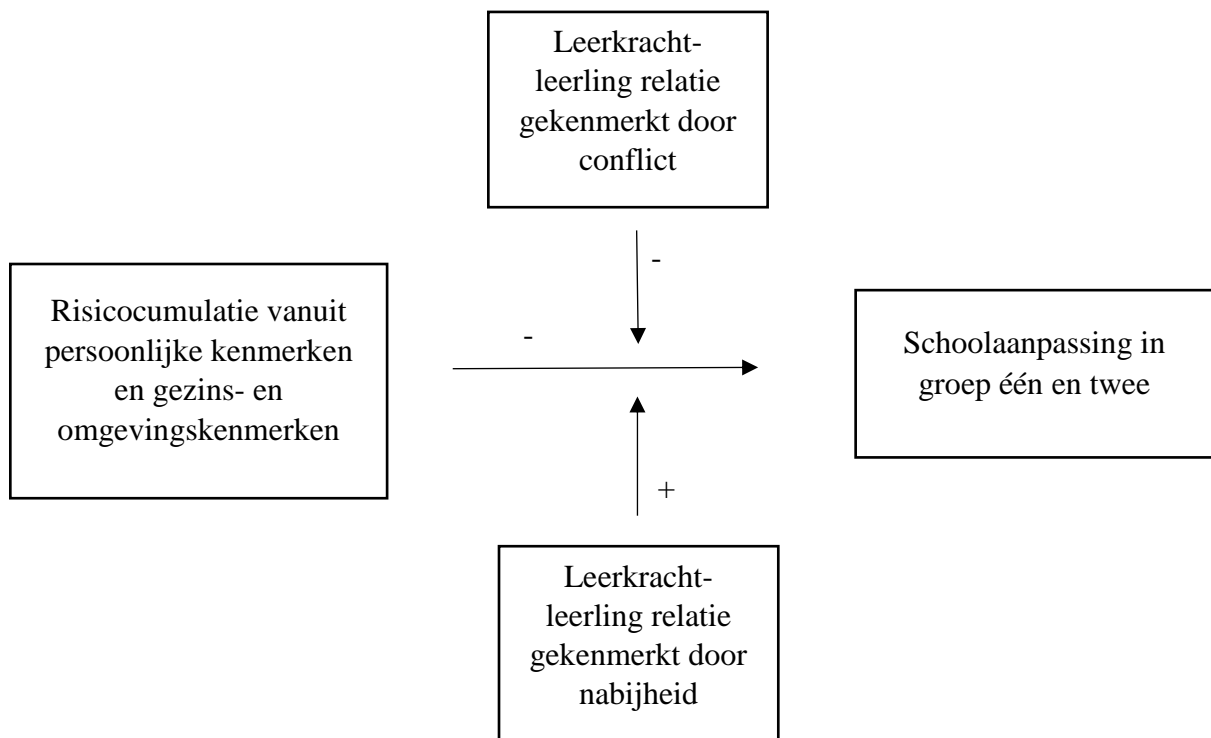 Leerkracht-
leerling relatie
gekenmerkt door
conflict
-
Risicocumulatie vanuit
persoonlijke kenmerken
en gezins- en
omgevingskenmerken
-
Schoolaanpassing in
groep één en twee
+
Leerkracht-
leerling relatie
gekenmerkt door
nabijheid